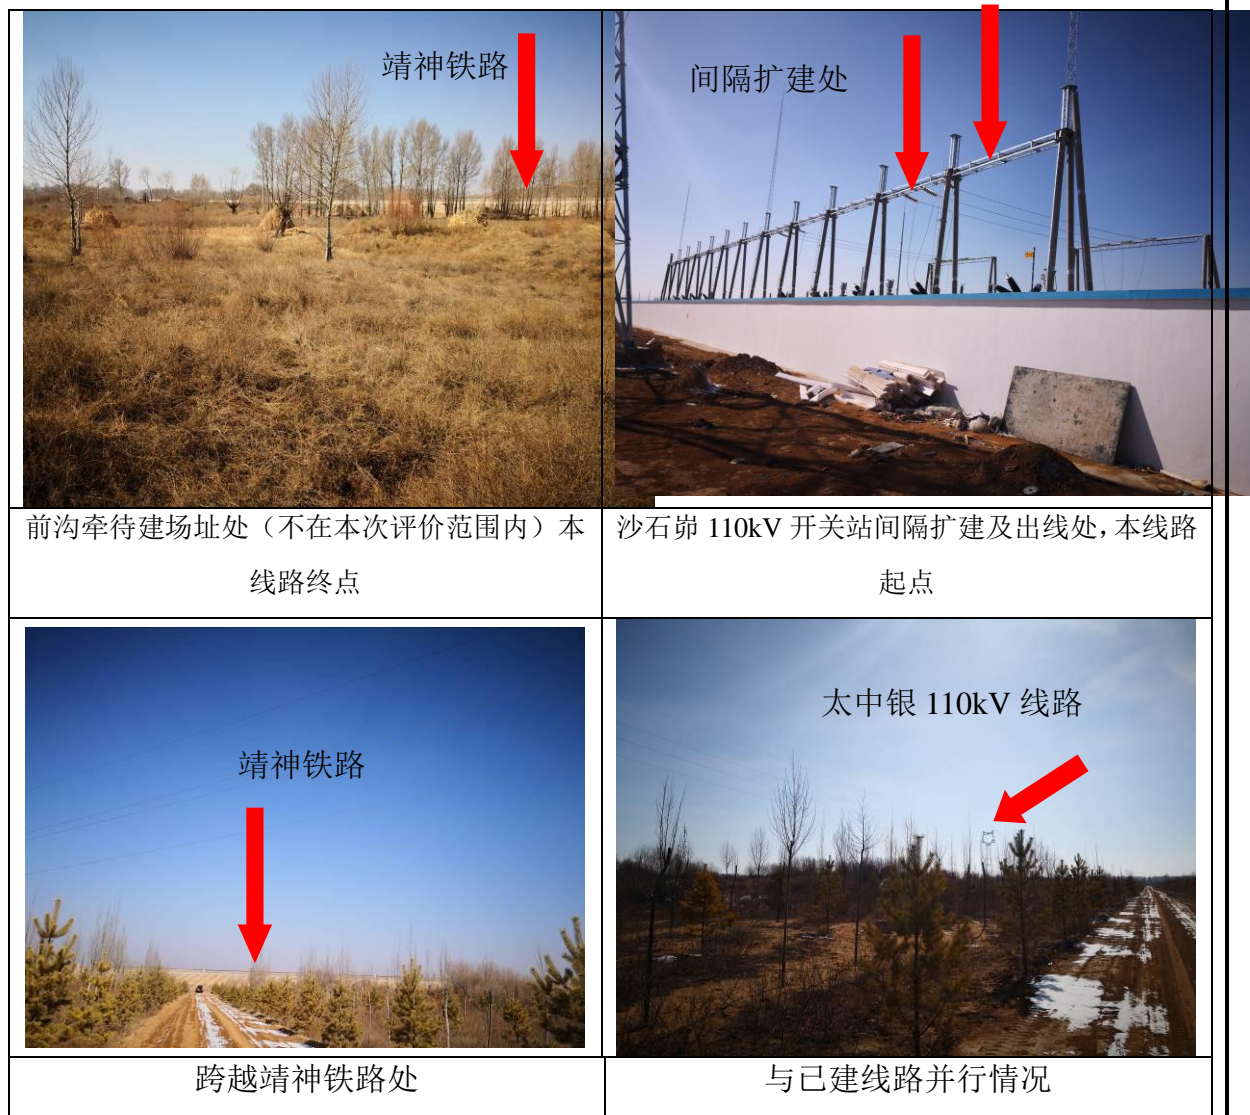 靖神铁路
间隔扩建处
前沟牵待建场址处（不在本次评价范围内）本
线路终点
沙石峁 110kV 开关站间隔扩建及出线处，本线路
起点
靖神铁路
太中银 110kV 线路
跨越靖神铁路处
与已建线路并行情况